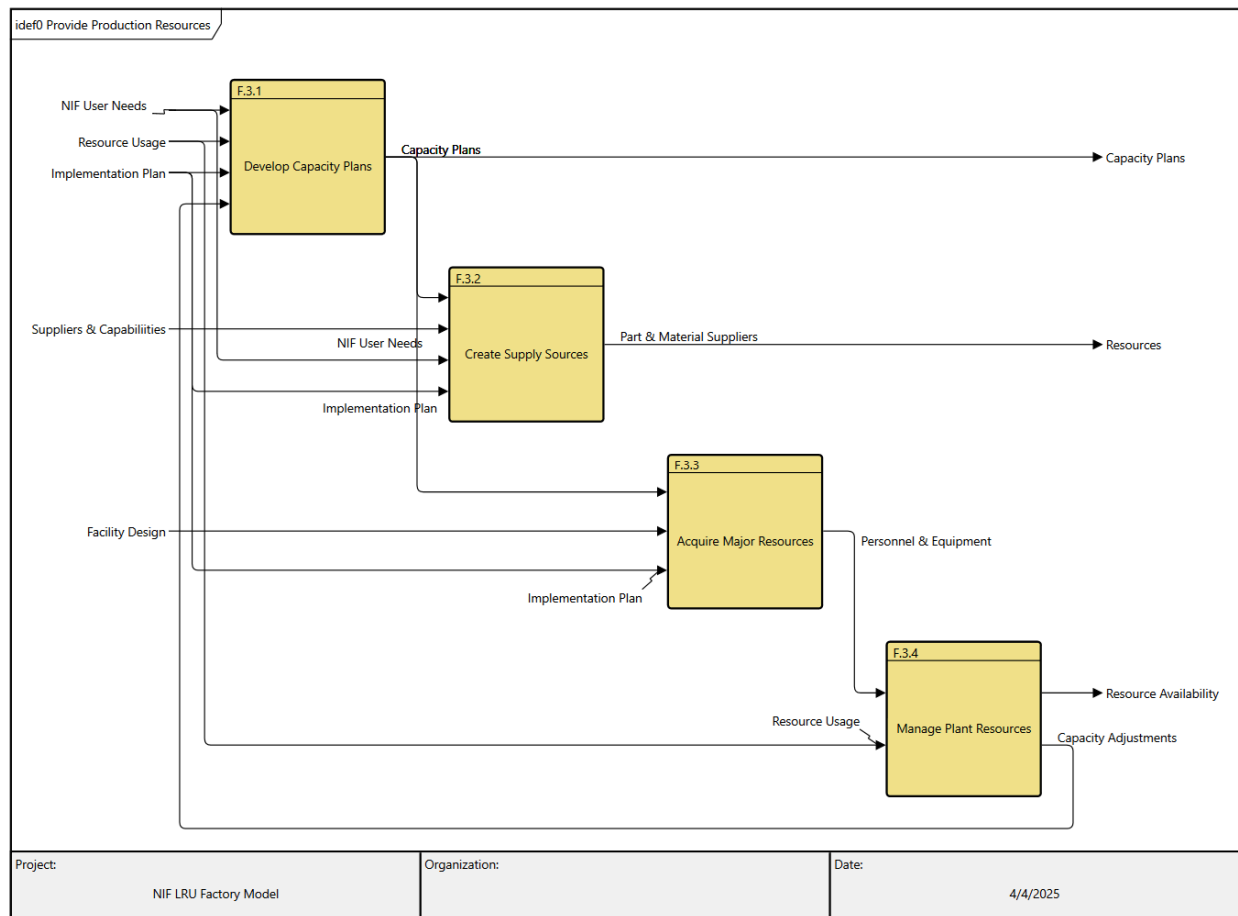 idef0 Provide Production Resources
F.3.1
NIF User Needs
Resource Usage
Implementation Plan
Develop Capacity Plans
Capacity Plans
Capacity Plans
F.3.2
Suppliers & Capabiliities
NIF User Needs
Implementation Plan
Create Supply Sources
Part & Material Suppliers
Resources
F.3.3
Facility Design
Acquire Major Resources
Personnel & Equipment
Implementation Plan
F.3.4
Resource Usage
Manage Plant Resources
Resource Availability
Capacity Adjustments
Project:
NIF LRU Factory Model
Organization:
Date:
4/4/2025